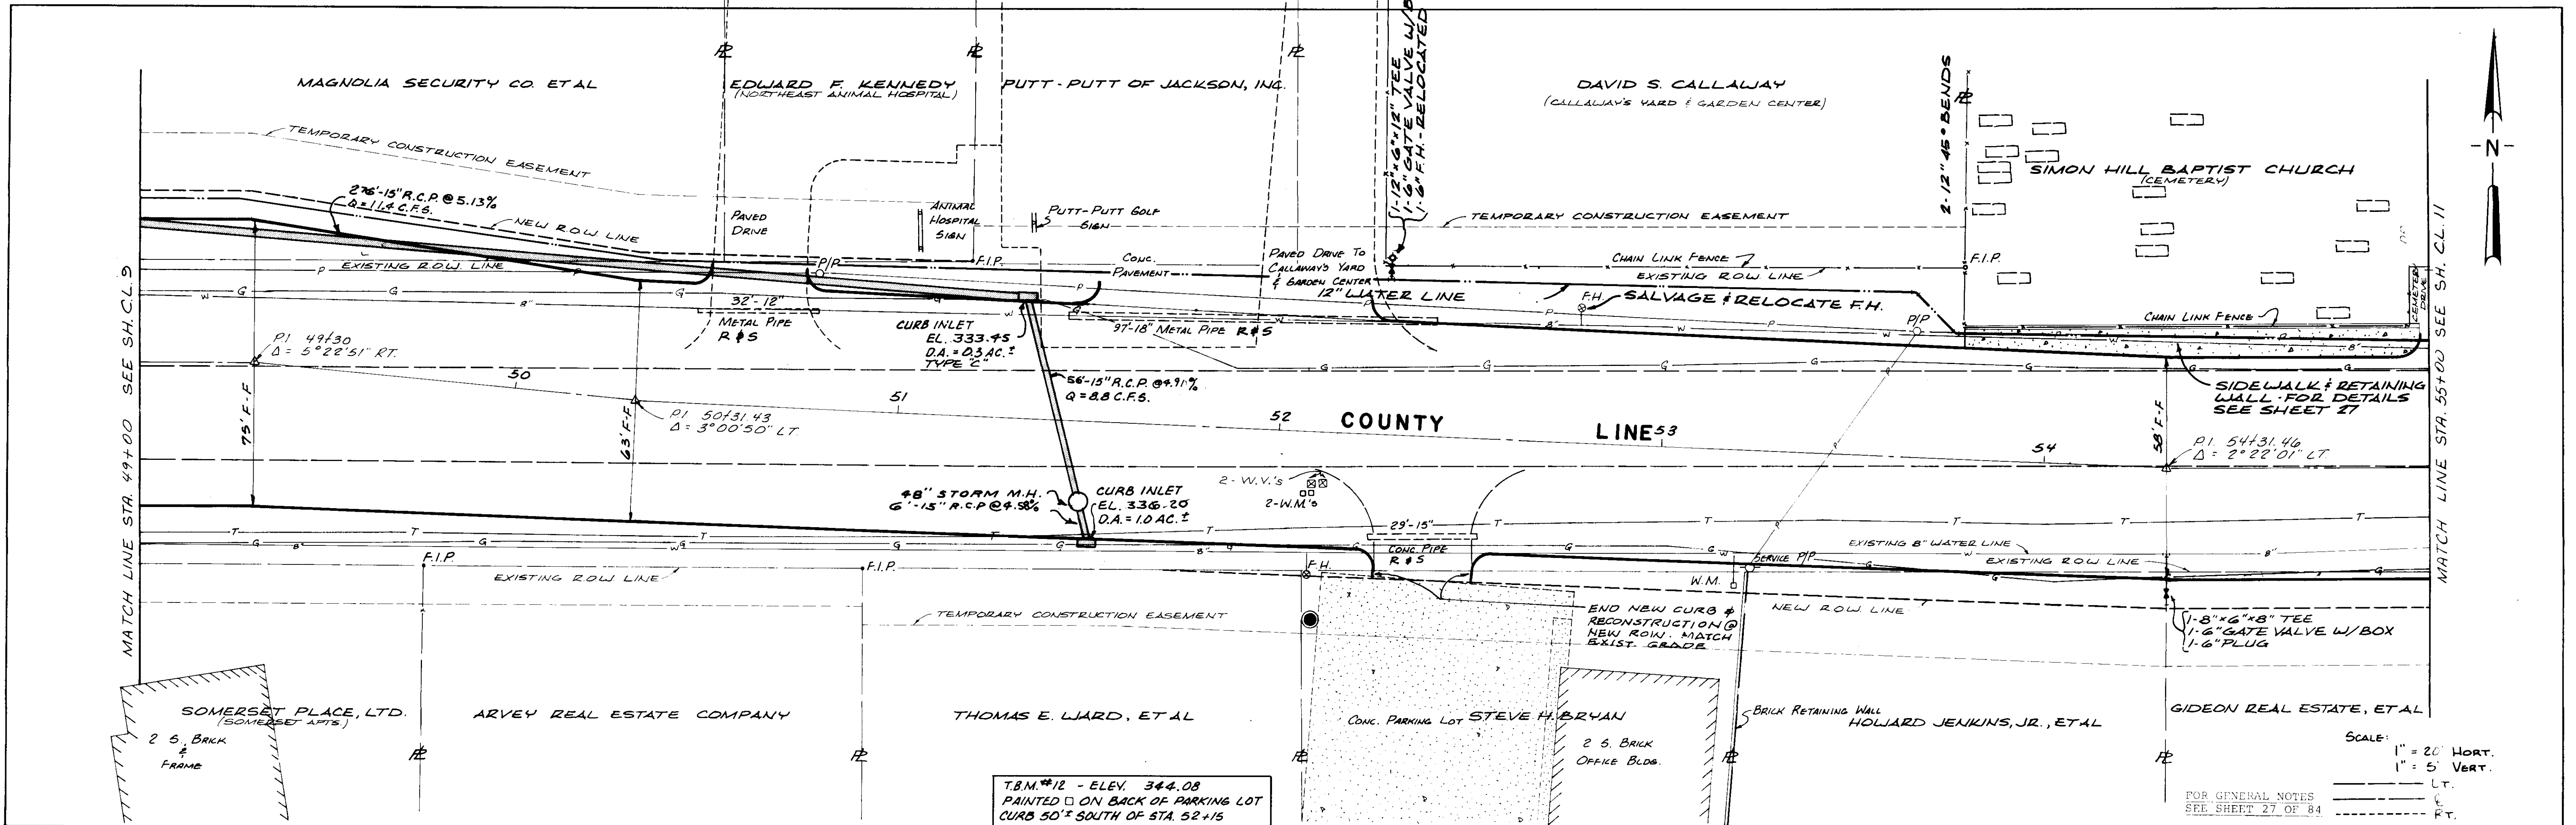 MAGNOLIA SECURITY CO. ET AL
EDWARD F. KENNEDY
(NORTHEAST ANIMAL HOSPITAL)
PUTT-PUTT OF JACKSON, INC.
1-12"x6"x12" TEE
1-6" GATE VALVE W/B
1-6" F.H.-RELOCATED
DAVID S. CALLAWAY
(CALLAWAY'S YARD & GARDEN CENTER)
2-12" 45° BENDS
SIMON HILL BAPTIST CHURCH
(CEMETERY)
-N-
TEMPORARY CONSTRUCTION EASEMENT
276'-15" R.C.P. @ 5.13%
Q = 11.4 C.F.S.
NEW R.O.W. LINE
PAVED
DRIVE
ANIMAL
HOSPITAL
SIGN
PUTT-PUTT GOLF
SIGN
TEMPORARY CONSTRUCTION EASEMENT
EXISTING R.O.W. LINE
P/P
F.I.P.
CONC.
PAVEMENT
PAVED DRIVE TO
CALLAWAY'S YARD
& GARDEN CENTER
12" WATER LINE
CHAIN LINK FENCE
EXISTING R.O.W. LINE
F.I.P.
F.H.
SALVAGE & RELOCATE F.H.
P/P
CHAIN LINK FENCE
CEMETERY
DRIVE
32'-12"
METAL PIPE
R & S
CURB INLET
EL. 333.45
D.A. = 0.3 AC.±
TYPE "C"
97'-18" METAL PIPE R & S
MATCH LINE STA. 49+00 SEE SH. C.L.9
P.I. 49+30
Δ = 5°22'51" RT.
75' F-F
50
P.I. 50+31.43
Δ = 3°00'50" LT.
63' F-F
51
56'-15" R.C.P. @ 4.91%
Q = 8.8 C.F.S.
52
COUNTY LINE
53
54
SIDEWALK & RETAINING
WALL - FOR DETAILS
SEE SHEET 27
58' F-F
P.I. 54+31.46
Δ = 2°22'01" LT.
MATCH LINE STA. 55+00 SEE SH. C.L.11
48" STORM M.H.
6'-15" R.C.P @ 4.58%
CURB INLET
EL. 336.20
D.A. = 1.0 AC.±
2-W.V.'s
2-W.M.'s
29'-15"
CONC. PIPE
R & S
F.I.P.
EXISTING R.O.W. LINE
F.I.P.
F.H.
W.M.
SERVICE P/P
EXISTING 8" WATER LINE
EXISTING R.O.W. LINE
TEMPORARY CONSTRUCTION EASEMENT
END NEW CURB &
RECONSTRUCTION @
NEW R.O.W. MATCH
EXIST. GRADE
NEW R.O.W. LINE
1-8"x6"x8" TEE
1-6" GATE VALVE W/BOX
1-6" PLUG
SOMERSET PLACE, LTD.
(SOMERSET APTS.)
2 S. BRICK
&
FRAME
ARVEY REAL ESTATE COMPANY
THOMAS E. WARD, ET AL
CONC. PARKING LOT
STEVE H. BRYAN
2 S. BRICK
OFFICE BLDG.
BRICK RETAINING WALL
HOWARD JENKINS, JR., ET AL
GIDEON REAL ESTATE, ET AL
T.B.M. #12 - ELEV. 344.08
PAINTED □ ON BACK OF PARKING LOT
CURB 50'± SOUTH OF STA. 52+15
SCALE:
1" = 20' HORT.
1" = 5' VERT.
LT.
℄
RT.
FOR GENERAL NOTES
SEE SHEET 27 OF 84